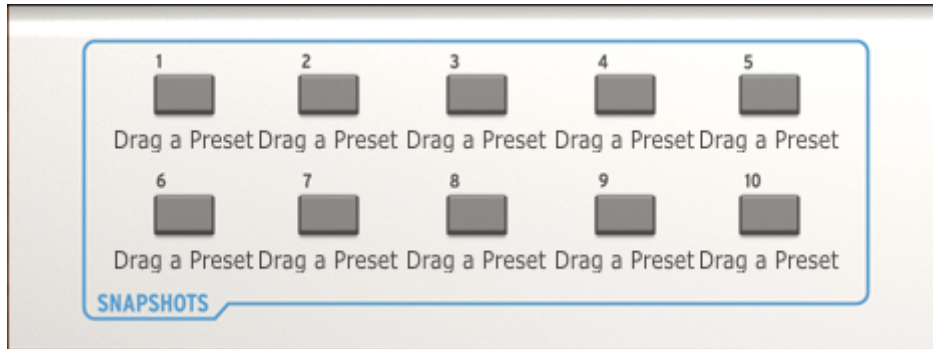 1 2 3 4 5
Drag a Preset Drag a Preset Drag a Preset Drag a Preset Drag a Preset
6 7 8 9 10
Drag a Preset Drag a Preset Drag a Preset Drag a Preset Drag a Preset
SNAPSHOTS